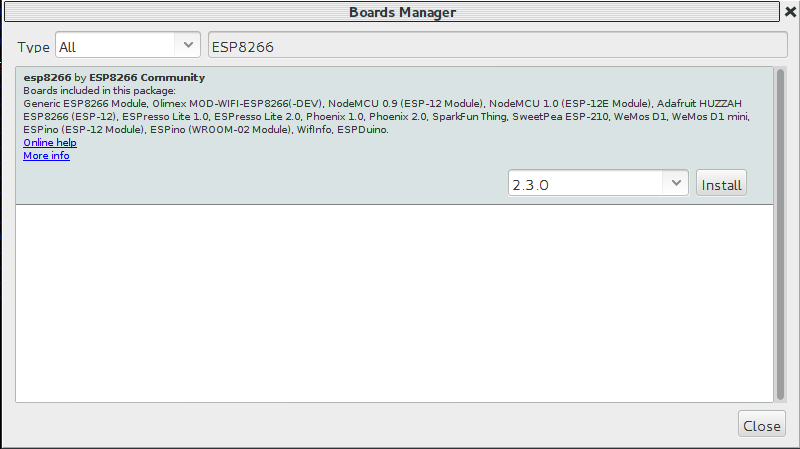 Boards Manager
Type All ESP8266
esp8266 by ESP8266 Community
Boards included in this package:
Generic ESP8266 Module, Olimex MOD-WIFI-ESP8266(-DEV), NodeMCU 0.9 (ESP-12 Module), NodeMCU 1.0 (ESP-12E Module), Adafruit HUZZAH
ESP8266 (ESP-12), ESPresso Lite 1.0, ESPresso Lite 2.0, Phoenix 1.0, Phoenix 2.0, SparkFun Thing, SweetPea ESP-210, WeMos D1, WeMos D1 mini,
ESPino (ESP-12 Module), ESPino (WROOM-02 Module), WifInfo, ESPDuino.
Online help
More info
2.3.0 Install
Close